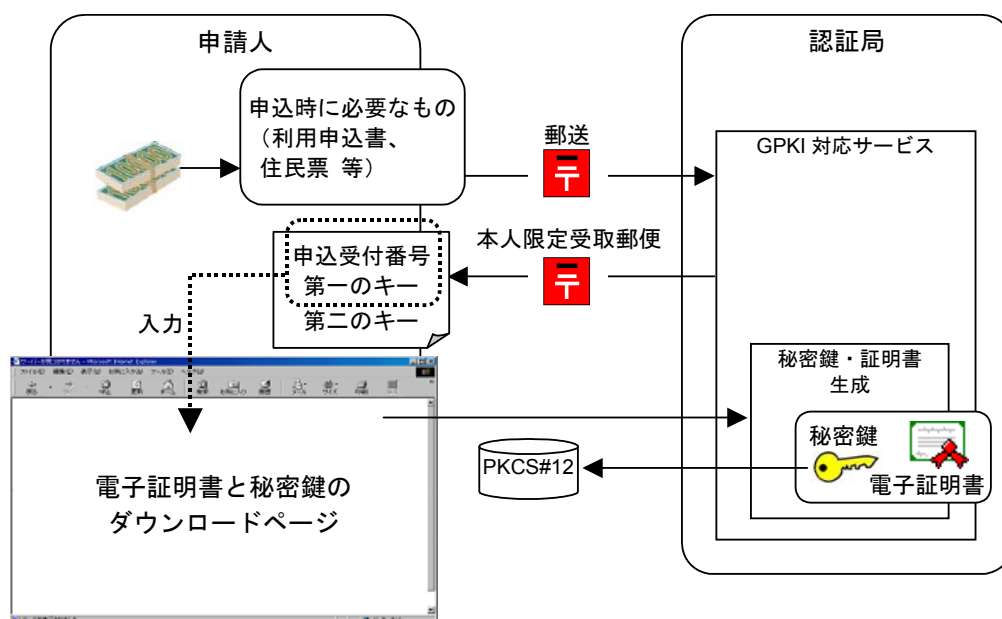 申請人
認証局
申込時に必要なもの
（利用申込書、
住民票 等）
郵送
〒
GPKI 対応サービス
本人限定受取郵便
〒
申込受付番号
第一のキー
第二のキー
入力
秘密鍵・証明書
生成
秘密鍵
電子証明書
PKCS#12
電子証明書と秘密鍵の
ダウンロードページ